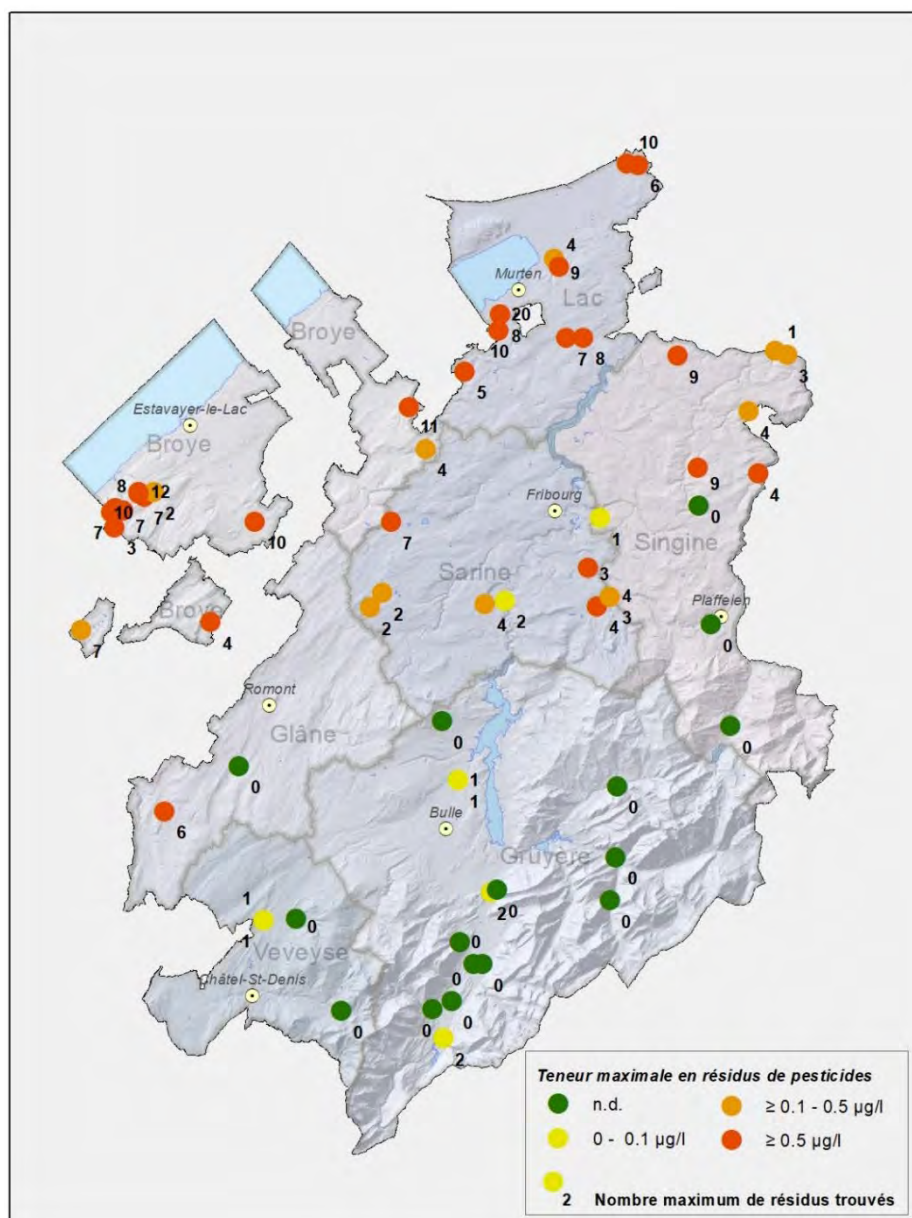 10
6
4
Murten
9
Lac
20
8
10
7 8
Broye
5
1
9
3
Estavayer-le-Lac
11
4
Broye
4
8
12
9
4
Fribourg
10
7 2
0
7
7
10
7
1
Singine
3
Sarine
3
Broye
2
4
Plaffeien
2
4 2
4 3
7
4
0
Romont
Glâne
0
0
0
1
1
0
6
Bulle
Gruyère
0
1
20
0
0
1
0
Veveyse
0
0
Châtel-St-Denis
0
0
0
2
Teneur maximale en résidus de pesticides
n.d. ≥ 0.1 - 0.5 µg/l
0 - 0.1 µg/l ≥ 0.5 µg/l
2 Nombre maximum de résidus trouvés